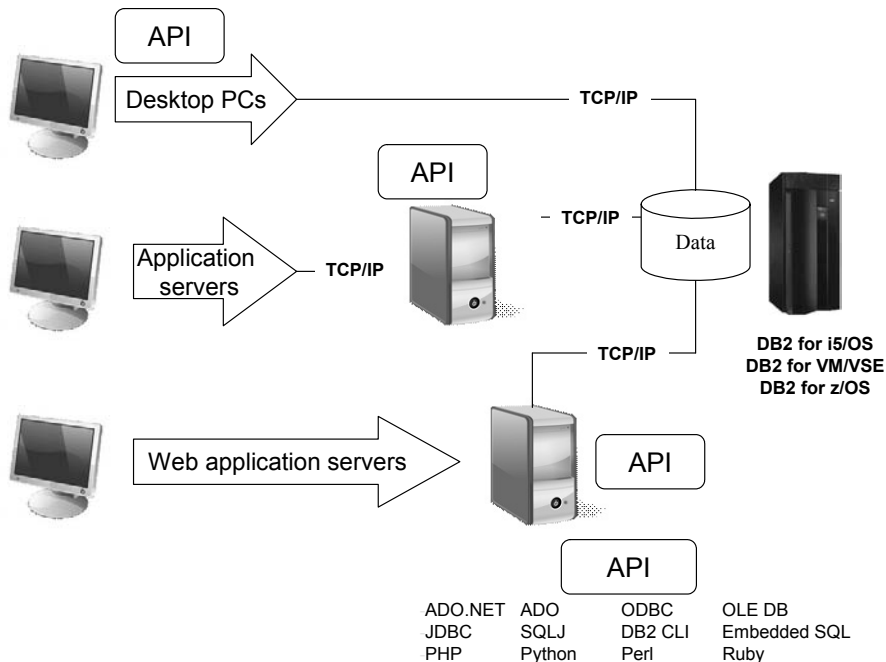 API
Desktop PCs
TCP/IP
API
TCP/IP
Data
Application
servers
TCP/IP
TCP/IP
DB2 for i5/OS
DB2 for VM/VSE
DB2 for z/OS
Web application servers
API
API
ADO.NET ADO ODBC OLE DB
JDBC SQLJ DB2 CLI Embedded SQL
PHP Python Perl Ruby